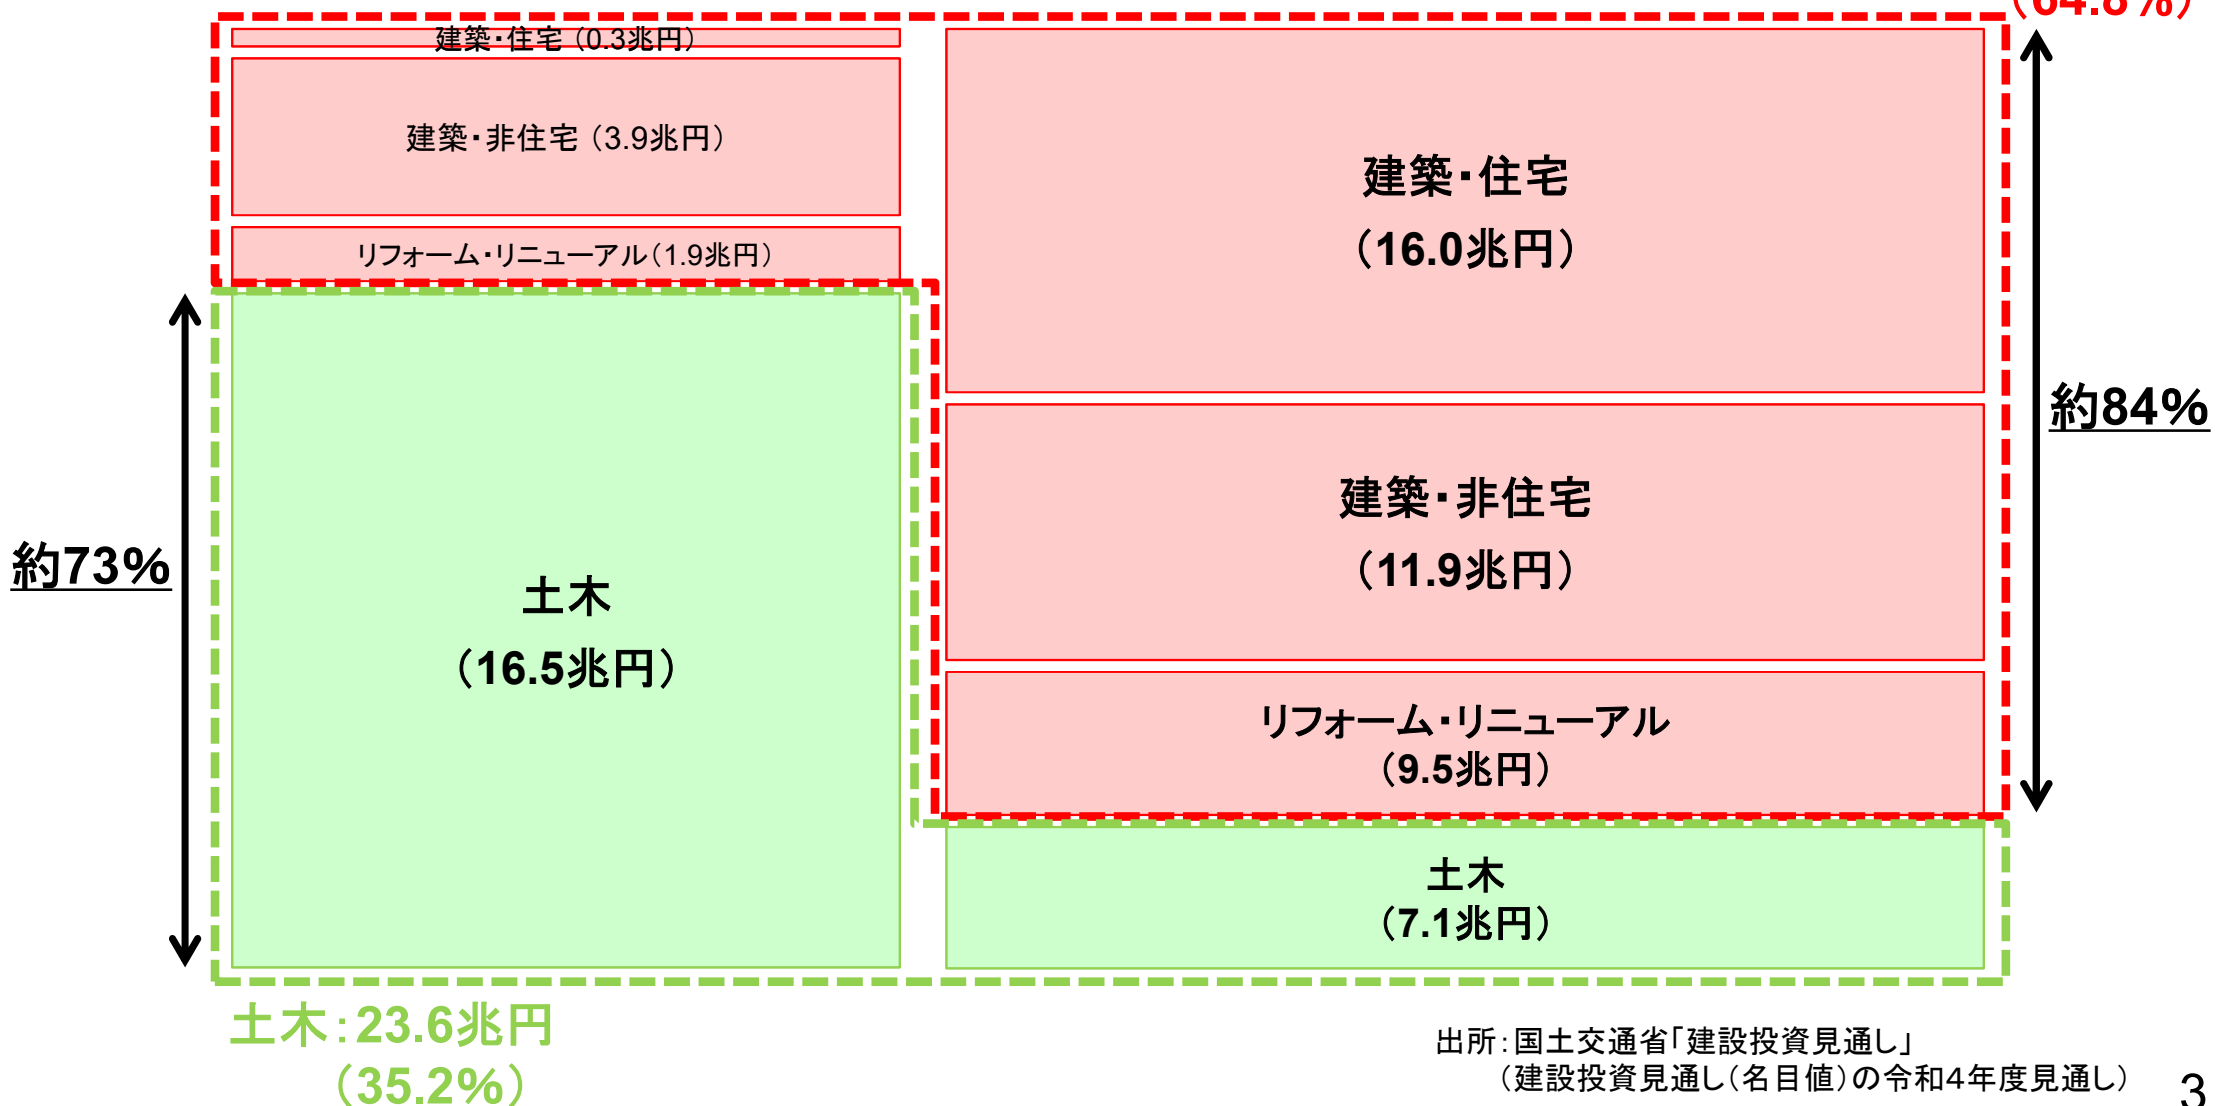 （64.8%）
建築・住宅（0.3兆円）
建築・非住宅（3.9兆円）
リフォーム・リニューアル（1.9兆円）
約73%
土木
（16.5兆円）
建築・住宅
（16.0兆円）
建築・非住宅
（11.9兆円）
リフォーム・リニューアル
（9.5兆円）
約84%
土木
（7.1兆円）
土木：23.6兆円
（35.2%）
出所：国土交通省「建設投資見通し」
（建設投資見通し（名目値）の令和4年度見通し）
3